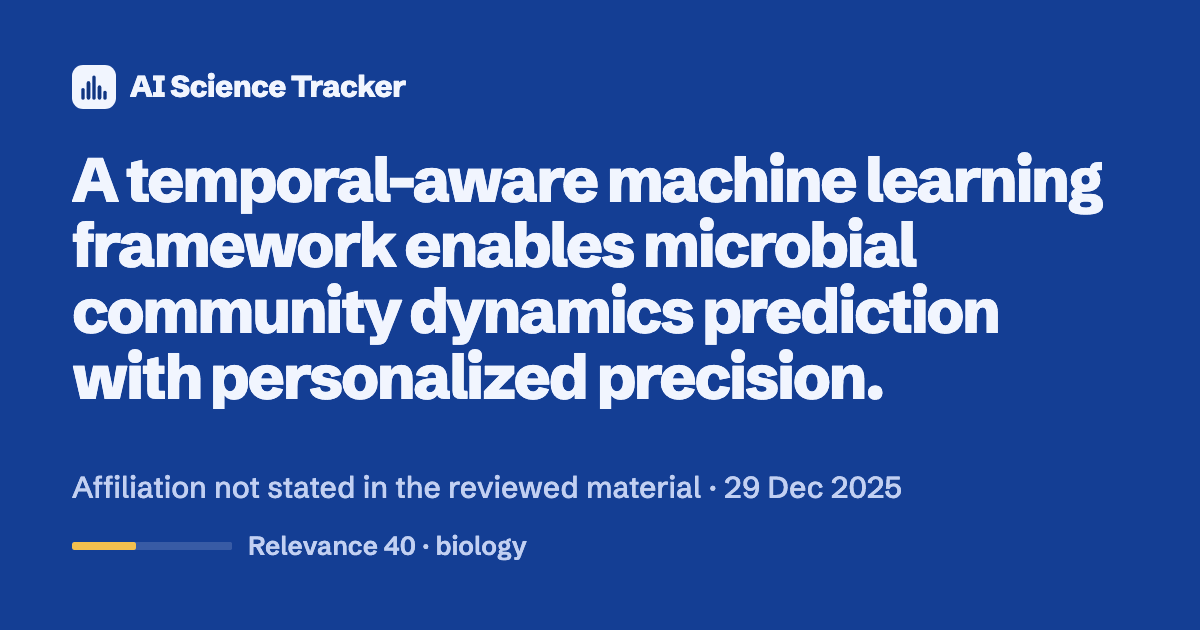 AI Science Tracker
A temporal-aware machine learning
framework enables microbial
community dynamics prediction
with personalized precision.
Affiliation not stated in the reviewed material · 29 Dec 2025
Relevance 40 · biology